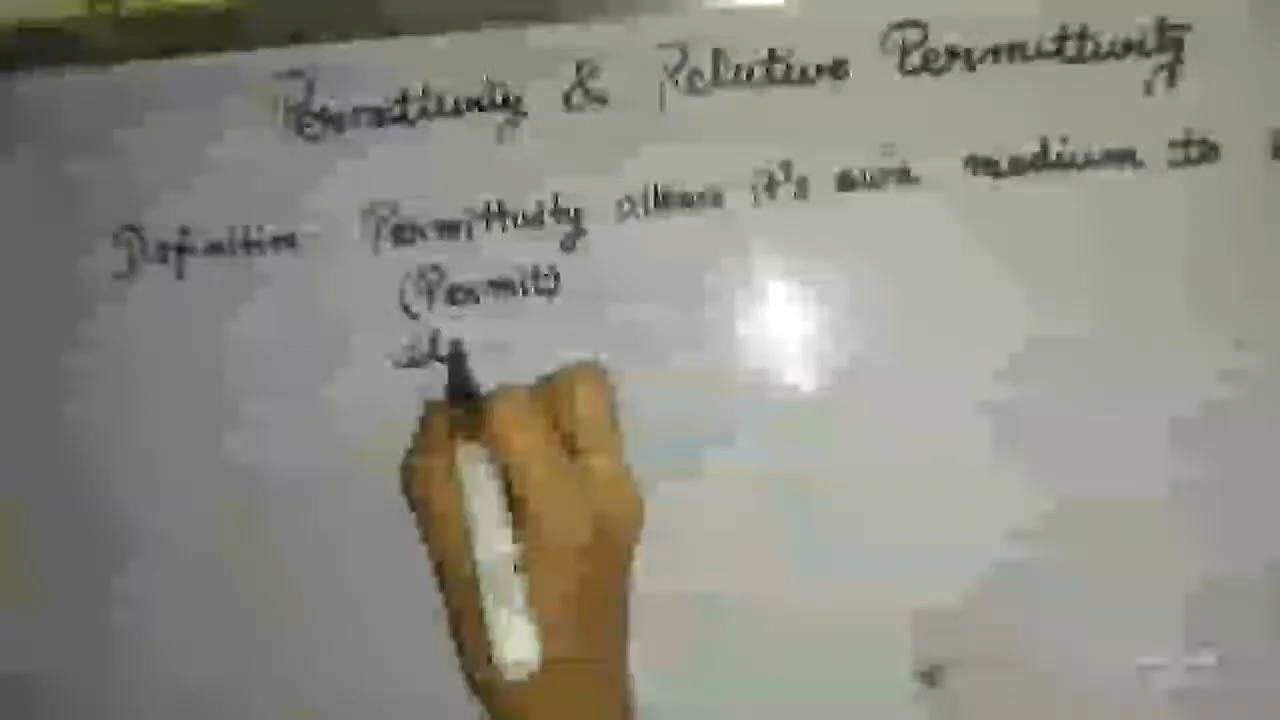 Permittivity & Relative Permittivity
Definition- Permittivity allows it's own medium to
(Permit)